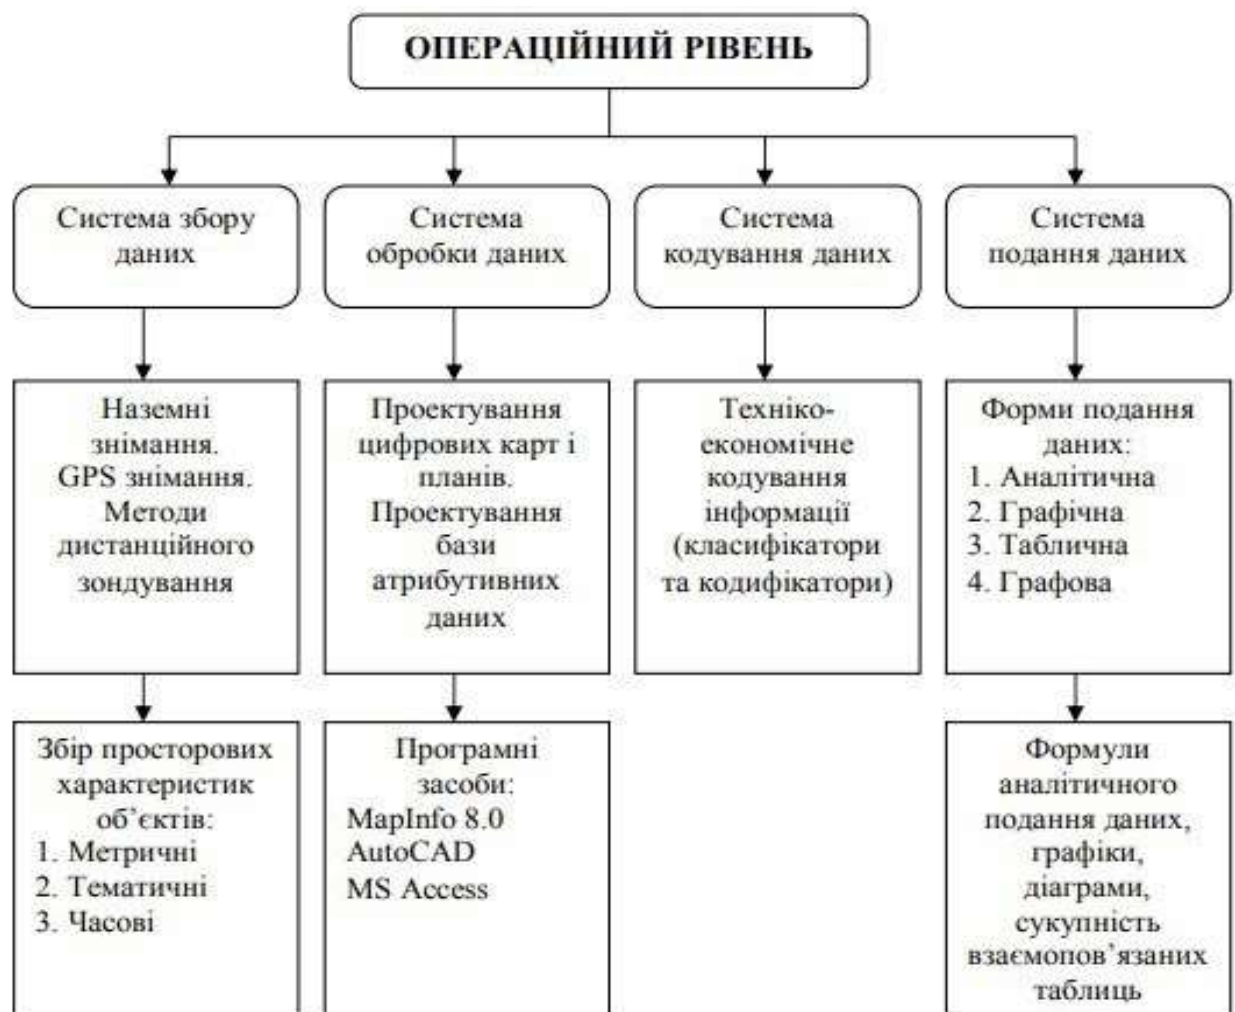 ОПЕРАЦІЙНИЙ РІВЕНЬ
Система збору
даних
Система
обробки даних
Система
кодування даних
Система
подання даних
Наземні
знімання.
GPS знімання.
Методи
дистанційного
зондування
Проектування
цифрових карт і
планів.
Проектування
бази
атрибутивних
даних
Техніко-
економічне
кодування
інформації
(класифікатори
та кодифікатори)
Форми подання
даних:
1. Аналітична
2. Графічна
3. Таблична
4. Графова
Збір просторових
характеристик
об’єктів:
1. Метричні
2. Тематичні
3. Часові
Програмні
засоби:
MapInfo 8.0
AutoCAD
MS Access
Формули
аналітичного
подання даних,
графіки,
діаграми,
сукупність
взаємопов’язаних
таблиць